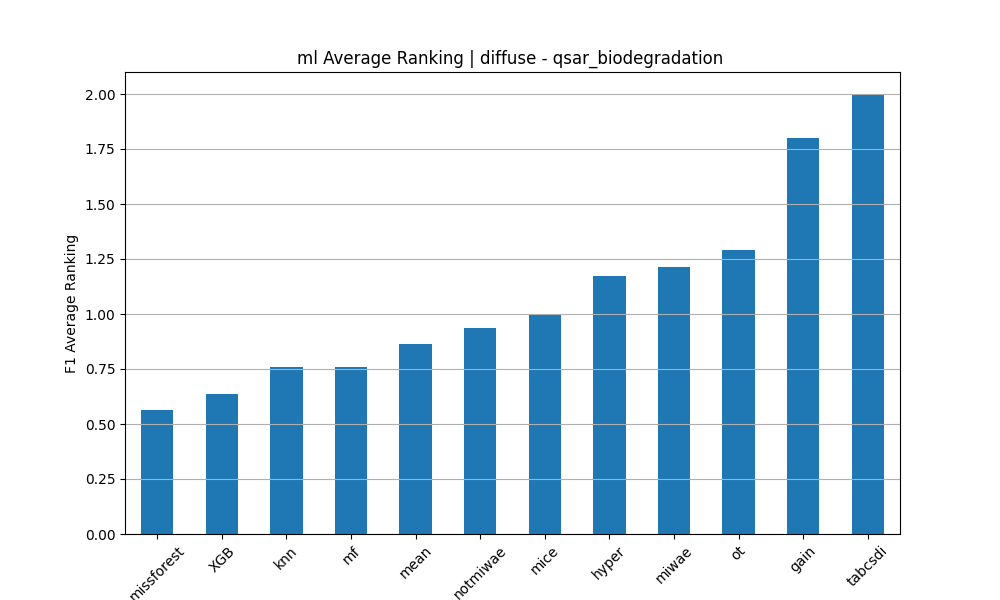 ml Average Ranking | diffuse - qsar_biodegradation
F1 Average Ranking
2.00
1.75
1.50
1.25
1.00
0.75
0.50
0.25
0.00
missforest
XGB
knn
mf
mean
notmiwae
mice
hyper
miwae
ot
gain
tabcsdi